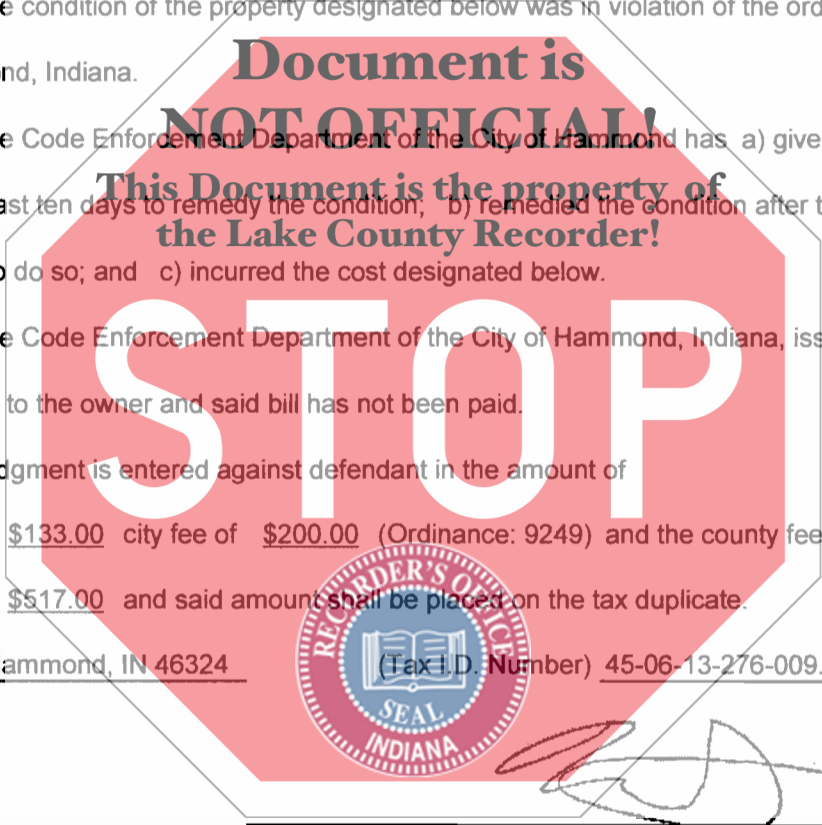 e condition of the property designated below was in violation of the ord
Document is
nd, Indiana.
NOT OFFICIAL!
e Code Enforcement Department of the City of Hammond has a) give
This Document is the property of
ast ten days to remedy the condition; b) remedied the condition after t
the Lake County Recorder!
o do so; and c) incurred the cost designated below.
STOP
e Code Enforcement Department of the City of Hammond, Indiana, iss
to the owner and said bill has not been paid.
dgment is entered against defendant in the amount of
$133.00 city fee of $200.00 (Ordinance: 9249) and the county fee
$517.00 and said amount shall be placed on the tax duplicate.
ammond, IN 46324 (Tax I.D. Number) 45-06-13-276-009.
RECORDER'S OFFICE
SEAL
INDIANA